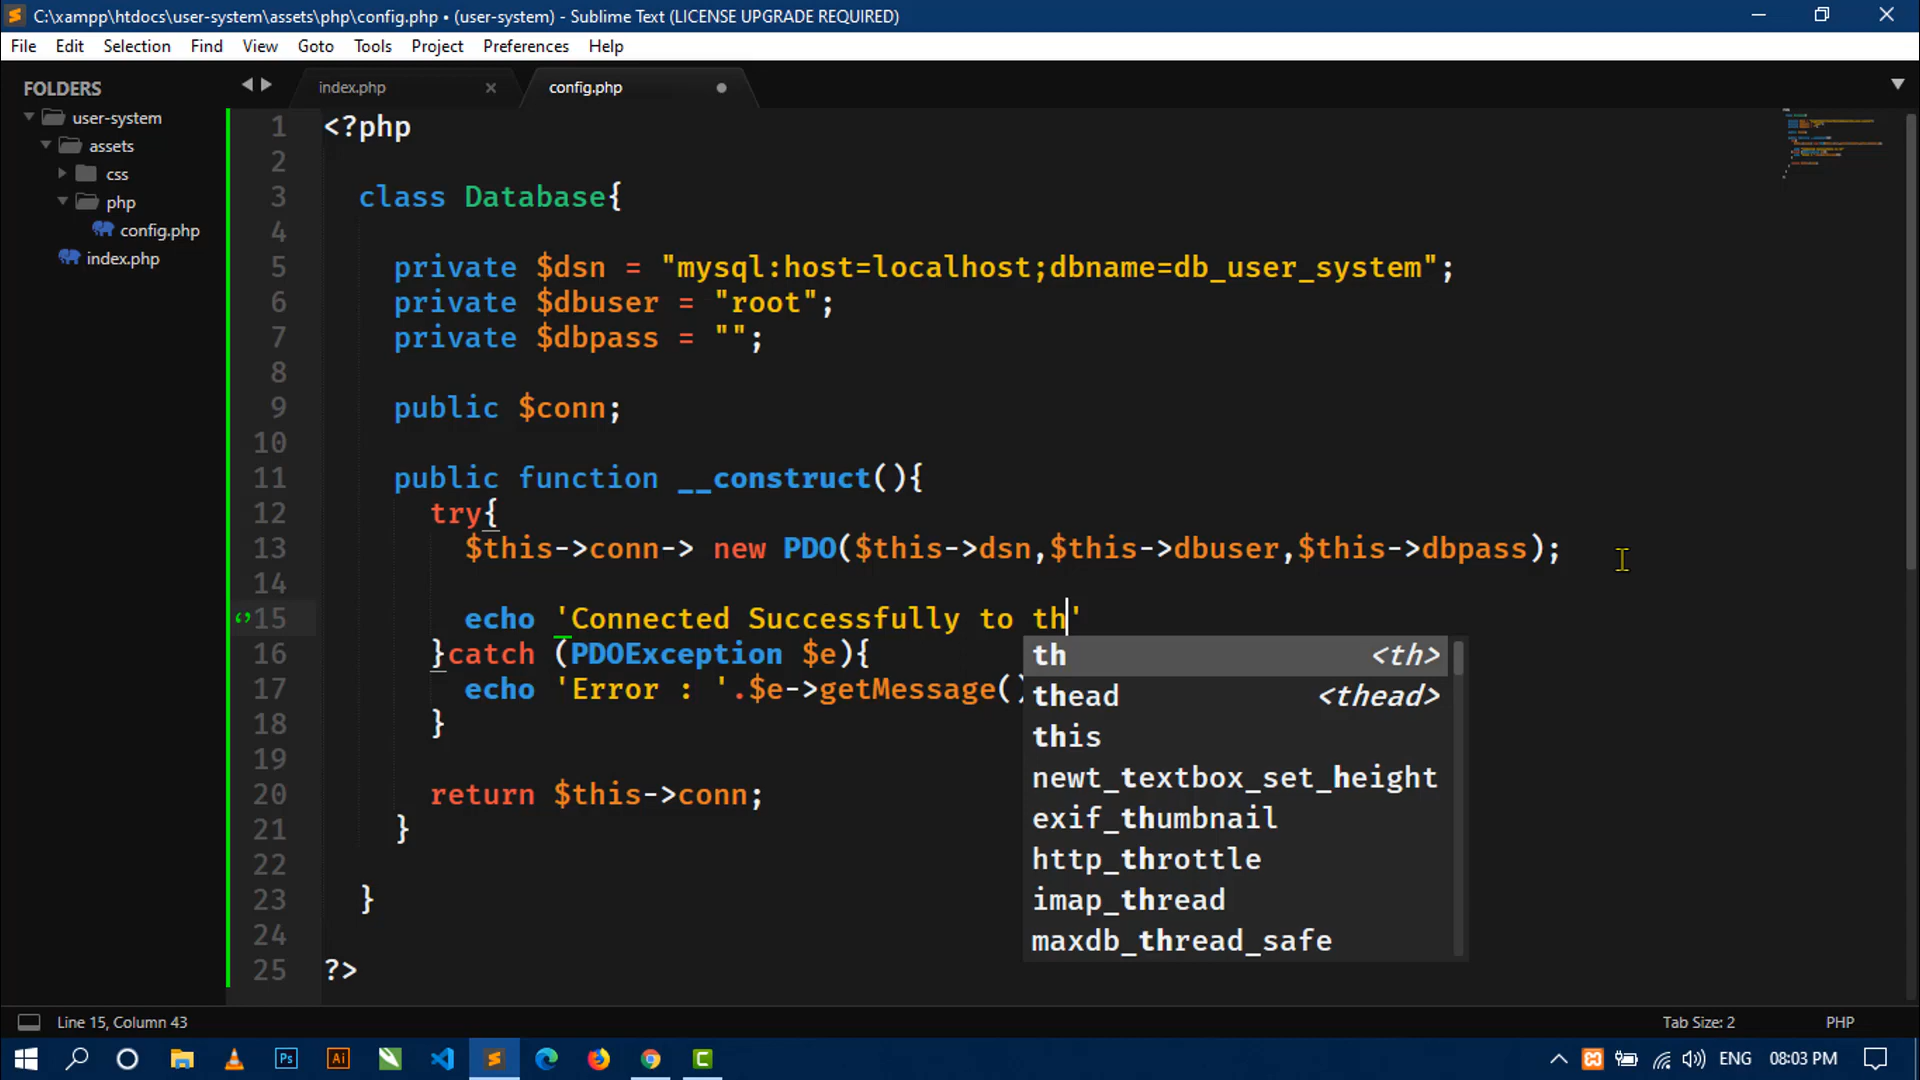 C:\xampp\htdocs\user-system\assets\php\config.php • (user-system) - Sublime Text (LICENSE UPGRADE REQUIRED)
File Edit Selection Find View Goto Tools Project Preferences Help
FOLDERS
user-system
assets
css
php
config.php
index.php
index.php
config.php
1 <?php
2
3 class Database{
4
5 private $dsn = "mysql:host=localhost;dbname=db_user_system";
6 private $dbuser = "root";
7 private $dbpass = "";
8
9 public $conn;
10
11 public function __construct(){
12 try{
13 $this->conn-> new PDO($this->dsn,$this->dbuser,$this->dbpass);
14
15 echo 'Connected Successfully to th'
16 }catch (PDOException $e){
17 echo 'Error : '.$e->getMessage()
18 }
19
20 return $this->conn;
21 }
22
23 }
24
25 ?>
th <th>
thead <thead>
this
newt_textbox_set_height
exif_thumbnail
http_throttle
imap_thread
maxdb_thread_safe
Line 15, Column 43
Tab Size: 2
PHP
Ps
Ai
ENG
08:03 PM